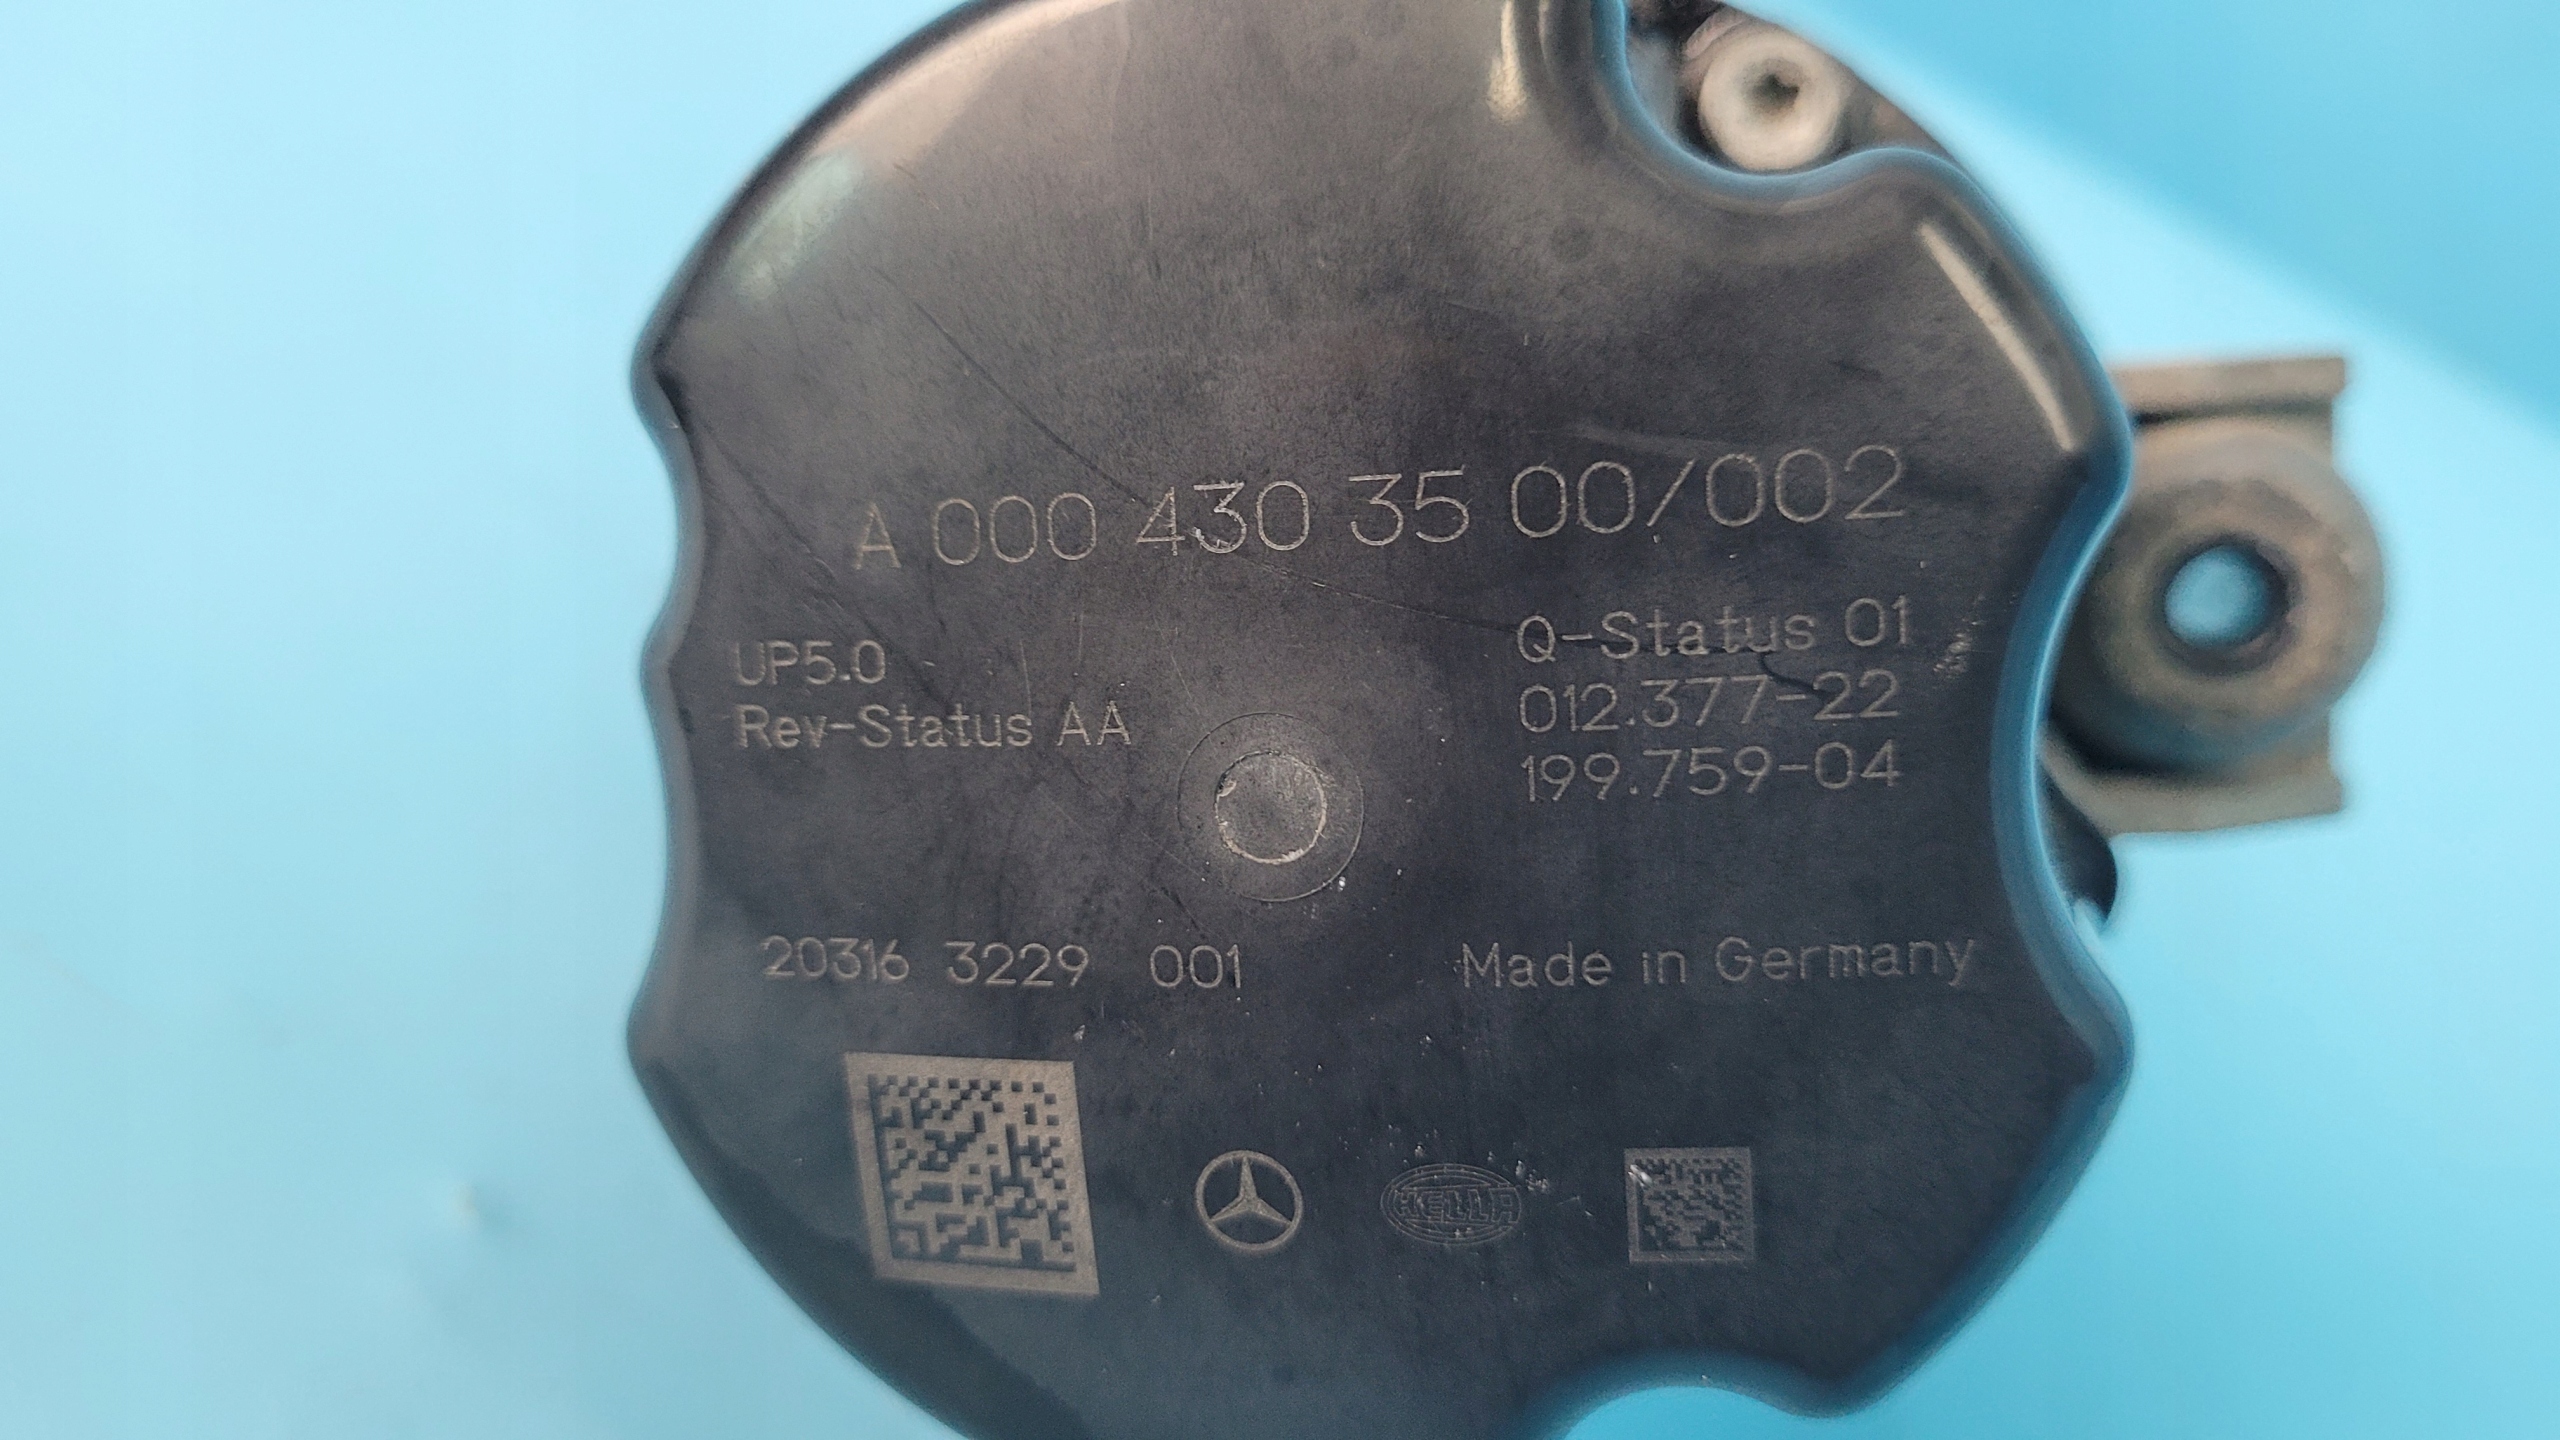 A 000 430 35 00/002
UP5.0
Rev-Status AA
Q-Status 01
012.377-22
199.759-04
20316 3229 001
Made in Germany
HELLA